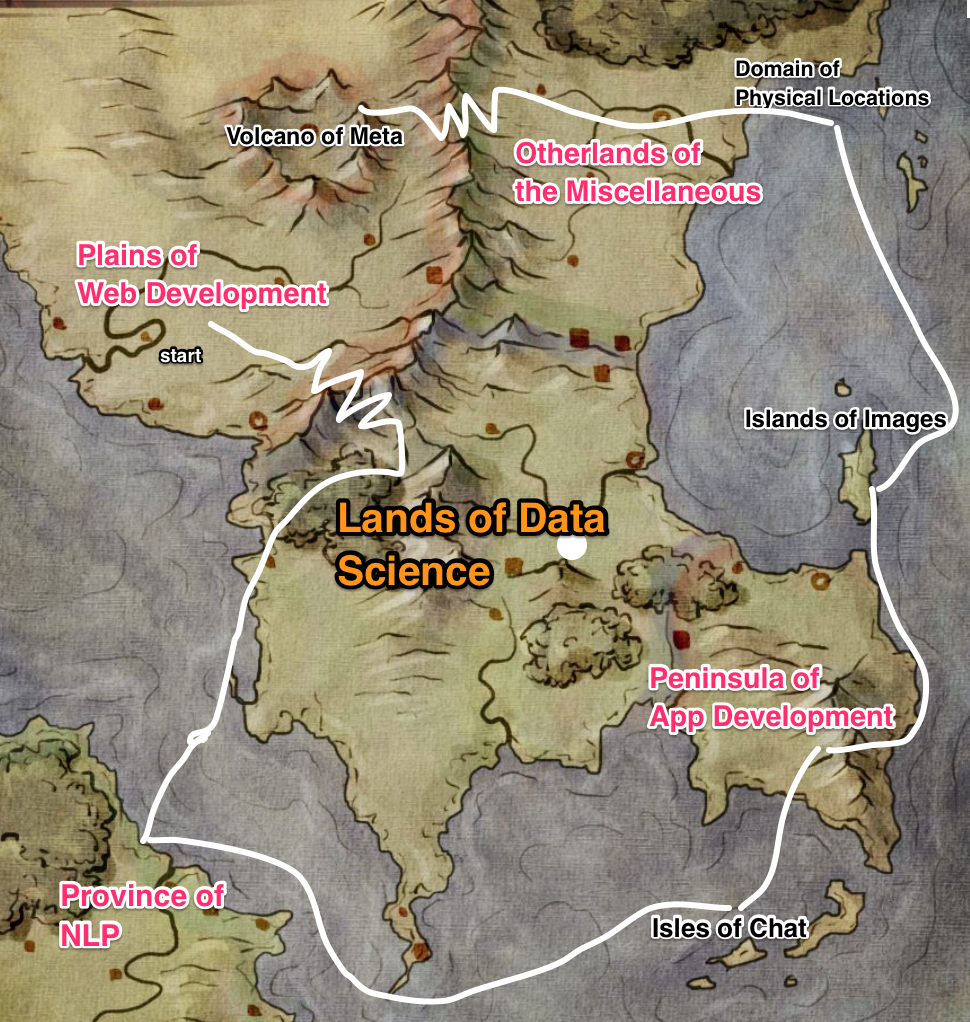 Domain of
Physical Locations
Volcano of Meta
Otherlands of
the Miscellaneous
Plains of
Web Development
start
Islands of Images
Lands of Data
Science
Peninsula of
App Development
Province of
NLP
Isles of Chat